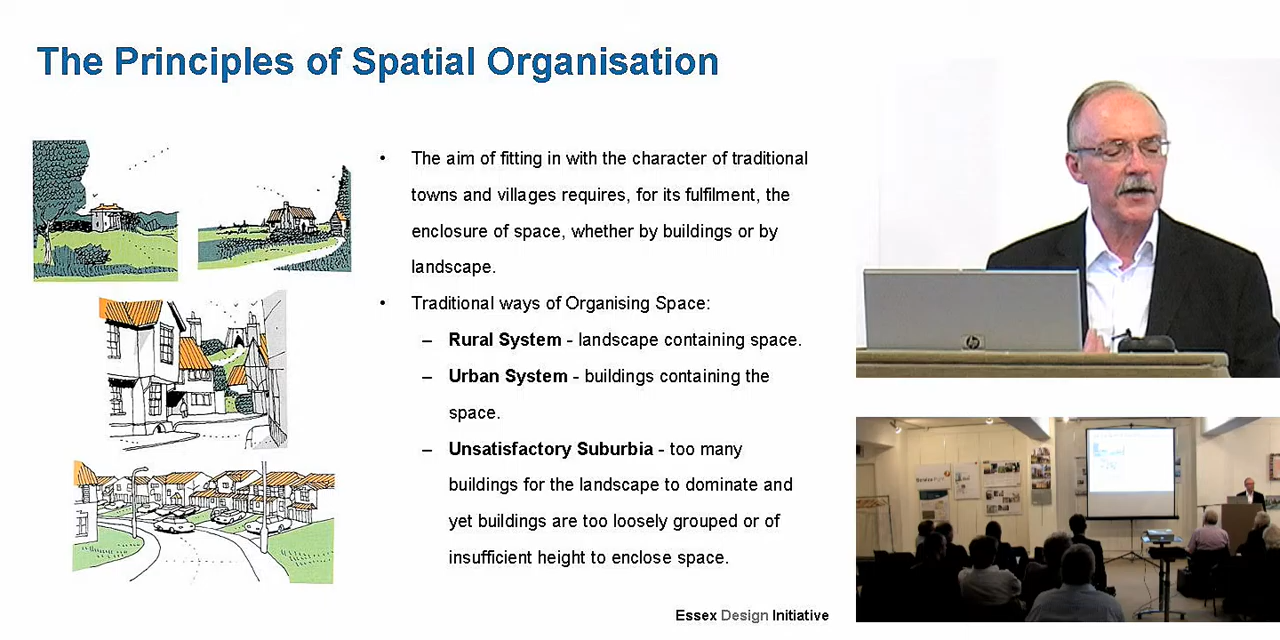 The Principles of Spatial Organisation
• The aim of fitting in with the character of traditional
towns and villages requires, for its fulfilment, the
enclosure of space, whether by buildings or by
landscape.
• Traditional ways of Organising Space:
– Rural System - landscape containing space.
– Urban System - buildings containing the
space.
– Unsatisfactory Suburbia - too many
buildings for the landscape to dominate and
yet buildings are too loosely grouped or of
insufficient height to enclose space.
Essex Design Initiative
hp